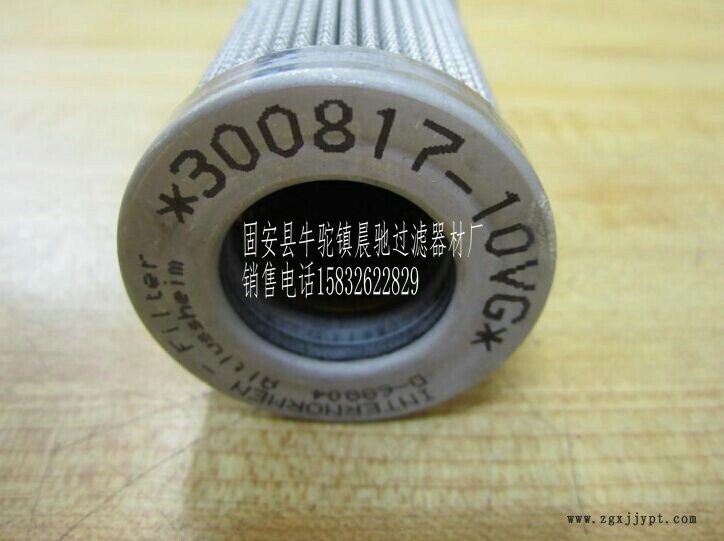 *300817-10VG*
固安县牛驼镇晨驰过滤器材厂
销售电话15832622829
INTERNORMEN - Filter
Altlussheim
www.zgxjjypt.com